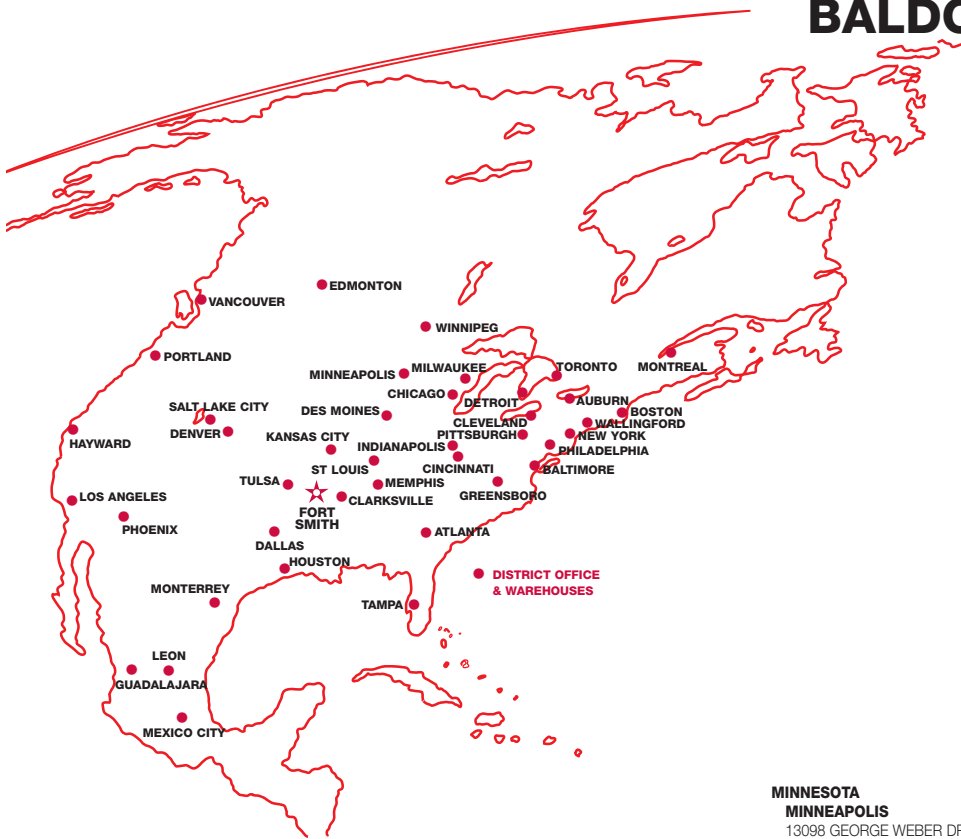 EDMONTON
VANCOUVER
WINNIPEG
PORTLAND
MINNEAPOLIS
MILWAUKEE
TORONTO
MONTREAL
CHICAGO
DETROIT
AUBURN
SALT LAKE CITY
DES MOINES
BOSTON
CLEVELAND
WALLINGFORD
DENVER
HAYWARD
KANSAS CITY
PITTSBURGH
NEW YORK
INDIANAPOLIS
PHILADELPHIA
ST LOUIS
CINCINNATI
BALTIMORE
TULSA
MEMPHIS
GREENSBORO
LOS ANGELES
CLARKSVILLE
FORT
SMITH
PHOENIX
ATLANTA
DALLAS
HOUSTON
DISTRICT OFFICE
& WAREHOUSES
MONTERREY
TAMPA
LEON
GUADALAJARA
MEXICO CITY
MINNESOTA
MINNEAPOLIS
13098 GEORGE WEBER